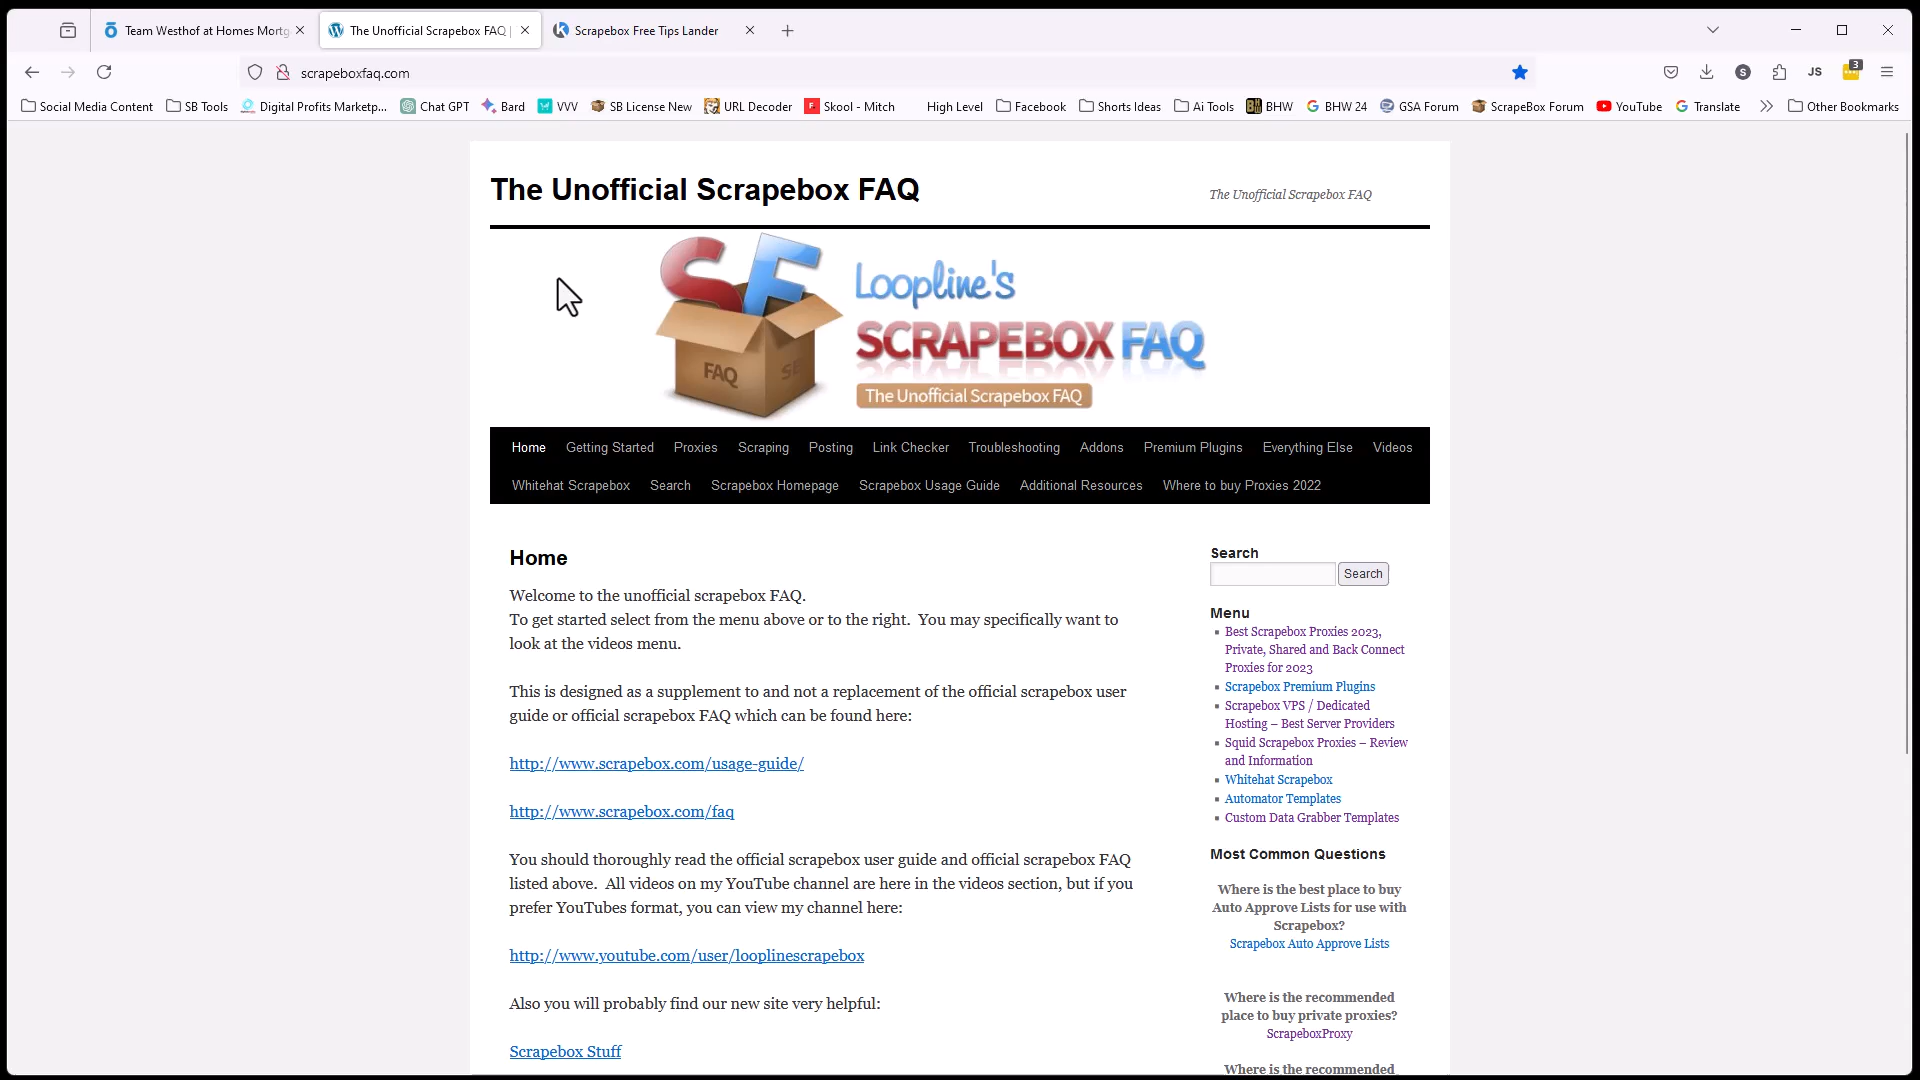 Team Westhof at Homes Mortg
The Unofficial Scrapebox FAQ |
Scrapebox Free Tips Lander
scrapeboxfaq.com
S
JS
3
Social Media Content
SB Tools
Digital Profits Marketp...
Chat GPT
Bard
VVV
SB License New
URL Decoder
Skool - Mitch
High Level
Facebook
Shorts Ideas
Ai Tools
BHW
BHW 24
GSA Forum
ScrapeBox Forum
YouTube
Translate
Other Bookmarks
The Unofficial Scrapebox FAQ
The Unofficial Scrapebox FAQ
SF
FAQ
Loopline's
SCRAPEBOX FAQ
The Unofficial Scrapebox FAQ
Home Getting Started Proxies Scraping Posting Link Checker Troubleshooting Addons Premium Plugins Everything Else Videos
Whitehat Scrapebox Search Scrapebox Homepage Scrapebox Usage Guide Additional Resources Where to buy Proxies 2022
Home
Welcome to the unofficial scrapebox FAQ.
To get started select from the menu above or to the right. You may specifically want to
look at the videos menu.
This is designed as a supplement to and not a replacement of the official scrapebox user
guide or official scrapebox FAQ which can be found here:
http://www.scrapebox.com/usage-guide/
http://www.scrapebox.com/faq
You should thoroughly read the official scrapebox user guide and official scrapebox FAQ
listed above. All videos on my YouTube channel are here in the videos section, but if you
prefer YouTubes format, you can view my channel here:
http://www.youtube.com/user/looplinescrapebox
Also you will probably find our new site very helpful:
Scrapebox Stuff
Search
Search
Menu
Best Scrapebox Proxies 2023,
Private, Shared and Back Connect
Proxies for 2023
Scrapebox Premium Plugins
Scrapebox VPS / Dedicated
Hosting – Best Server Providers
Squid Scrapebox Proxies – Review
and Information
Whitehat Scrapebox
Automator Templates
Custom Data Grabber Templates
Most Common Questions
Where is the best place to buy
Auto Approve Lists for use with
Scrapebox?
Scrapebox Auto Approve Lists
Where is the recommended
place to buy private proxies?
ScrapeboxProxy
Where is the recommended